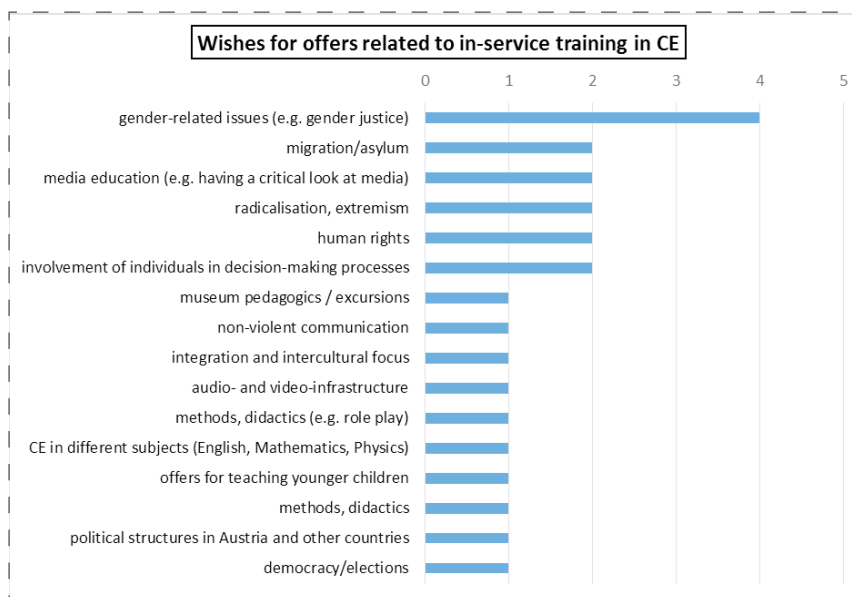 Wishes for offers related to in-service training in CE
0 1 2 3 4 5
gender-related issues (e.g. gender justice)
migration/asylum
media education (e.g. having a critical look at media)
radicalisation, extremism
human rights
involvement of individuals in decision-making processes
museum pedagogics / excursions
non-violent communication
integration and intercultural focus
audio- and video-infrastructure
methods, didactics (e.g. role play)
CE in different subjects (English, Mathematics, Physics)
offers for teaching younger children
methods, didactics
political structures in Austria and other countries
democracy/elections